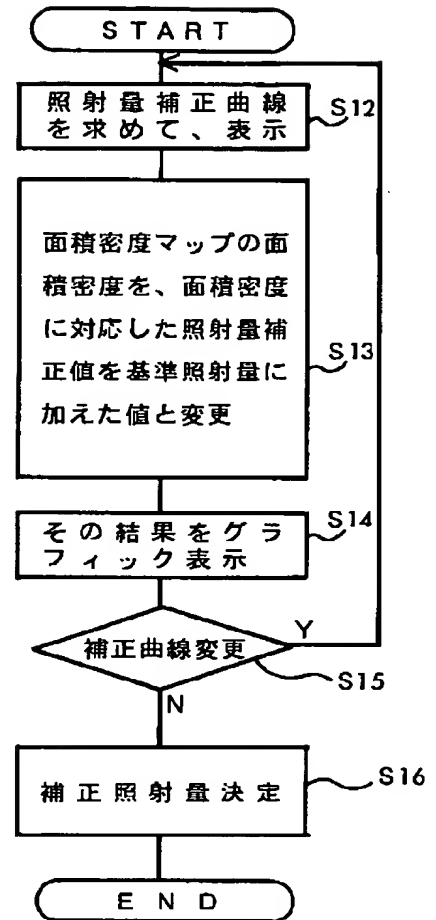 START
照射量補正曲線
を求めて、表示
S12
面積密度マップの面
積密度を、面積密度
に対応した照射量補
正値を基準照射量に
加えた値と変更
S13
その結果をグラ
フィック表示
S14
補正曲線変更
Y
S15
N
補正照射量決定
S16
END